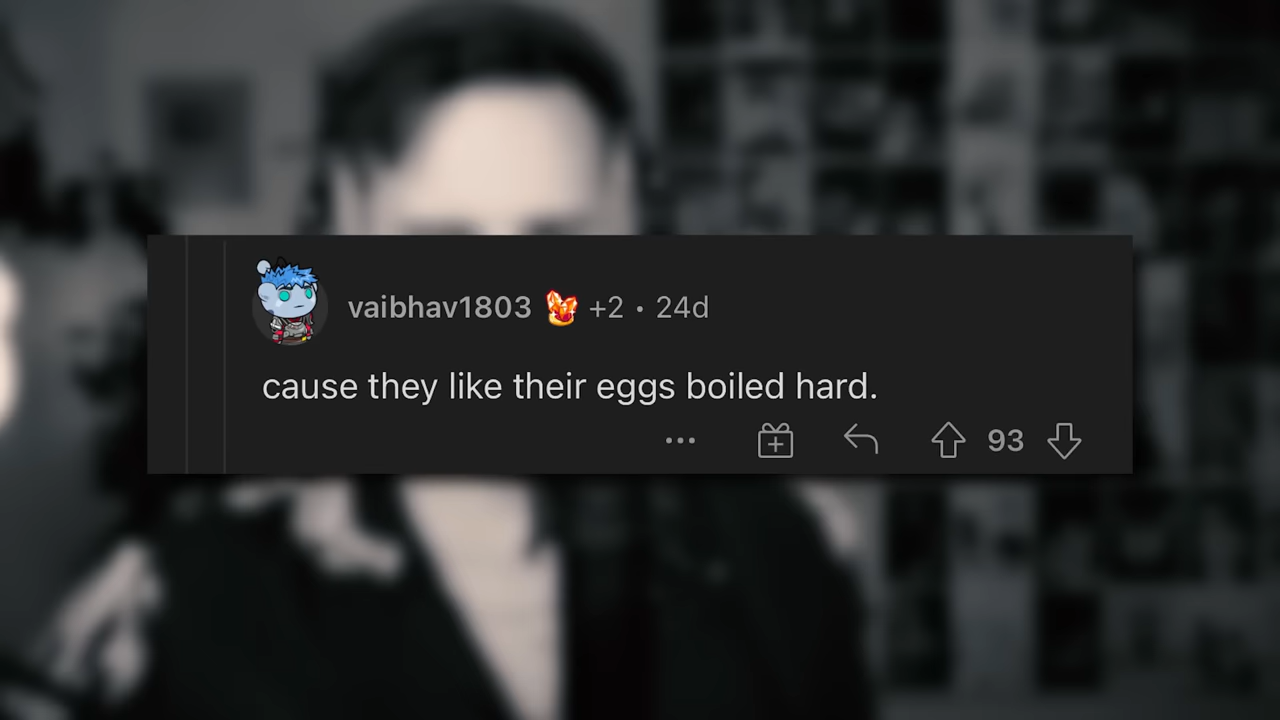 vaibhav1803 +2 • 24d
cause they like their eggs boiled hard.
93